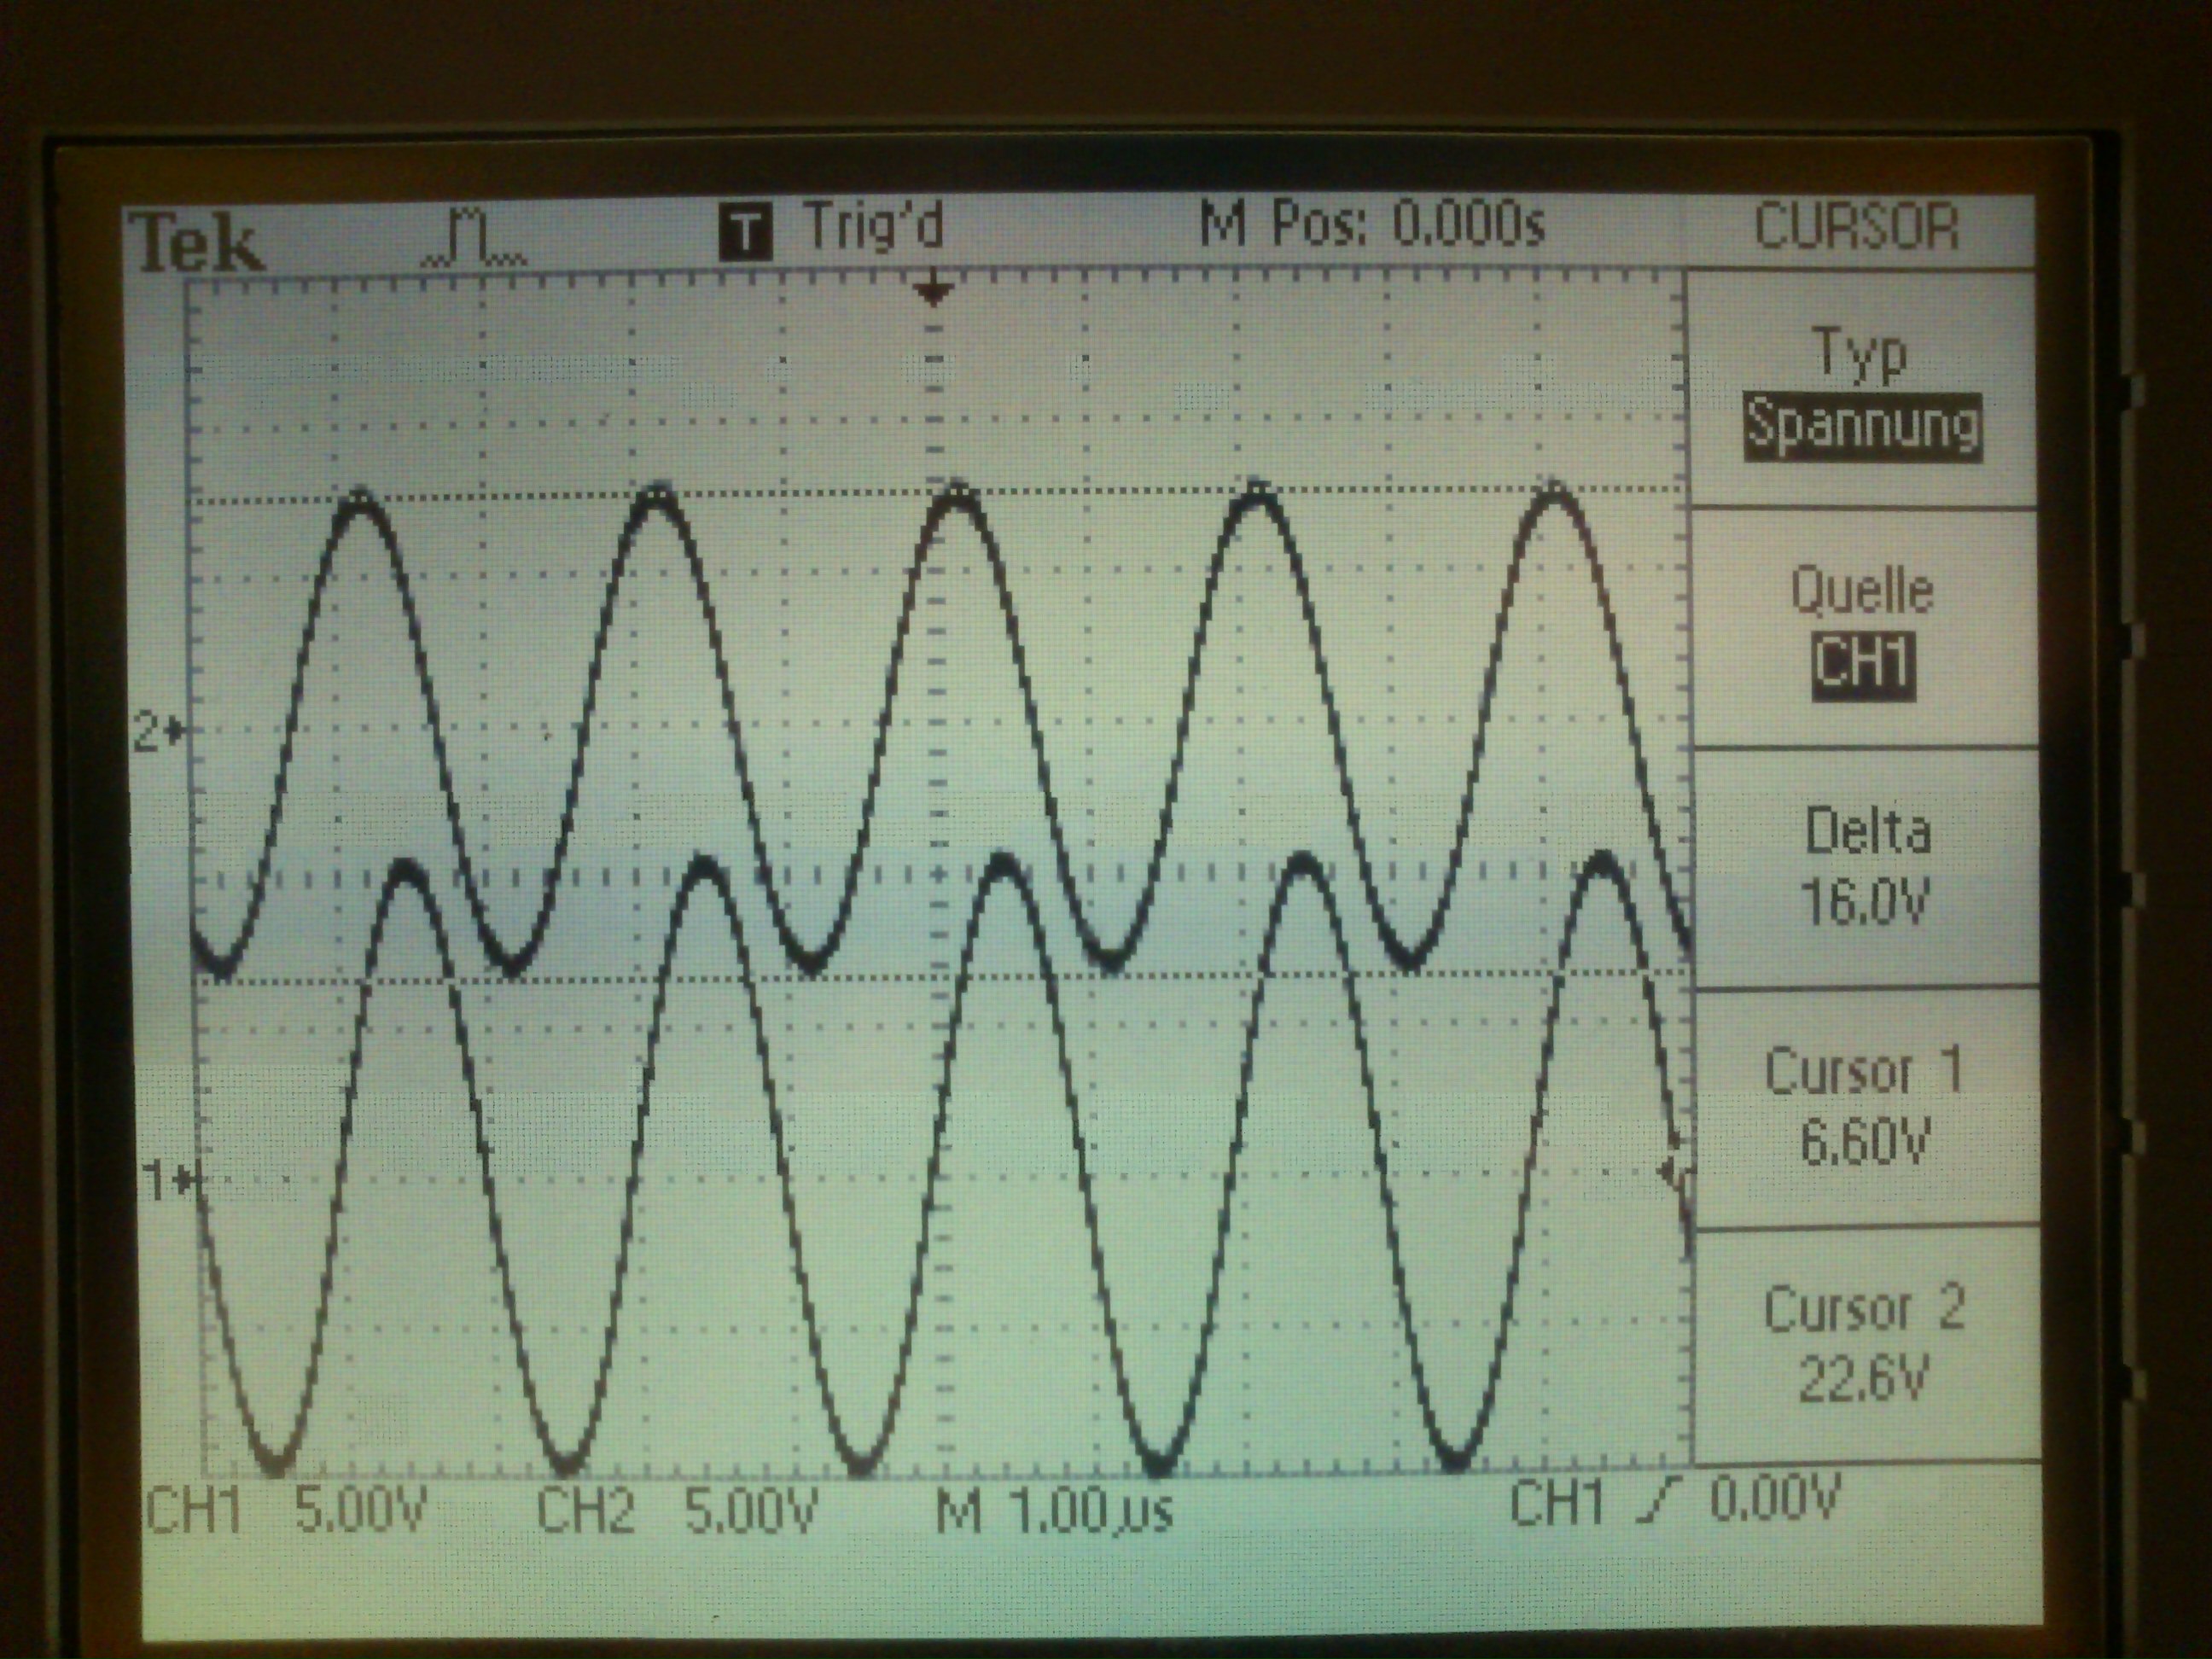 Tek T Trig'd M Pos: 0.000s CURSOR
Typ
Spannung
Quelle
CH1
Delta
16.0V
Cursor 1
6.60V
Cursor 2
22.6V
2
1
CH1 5.00V CH2 5.00V M 1.00µs CH1 0.00V